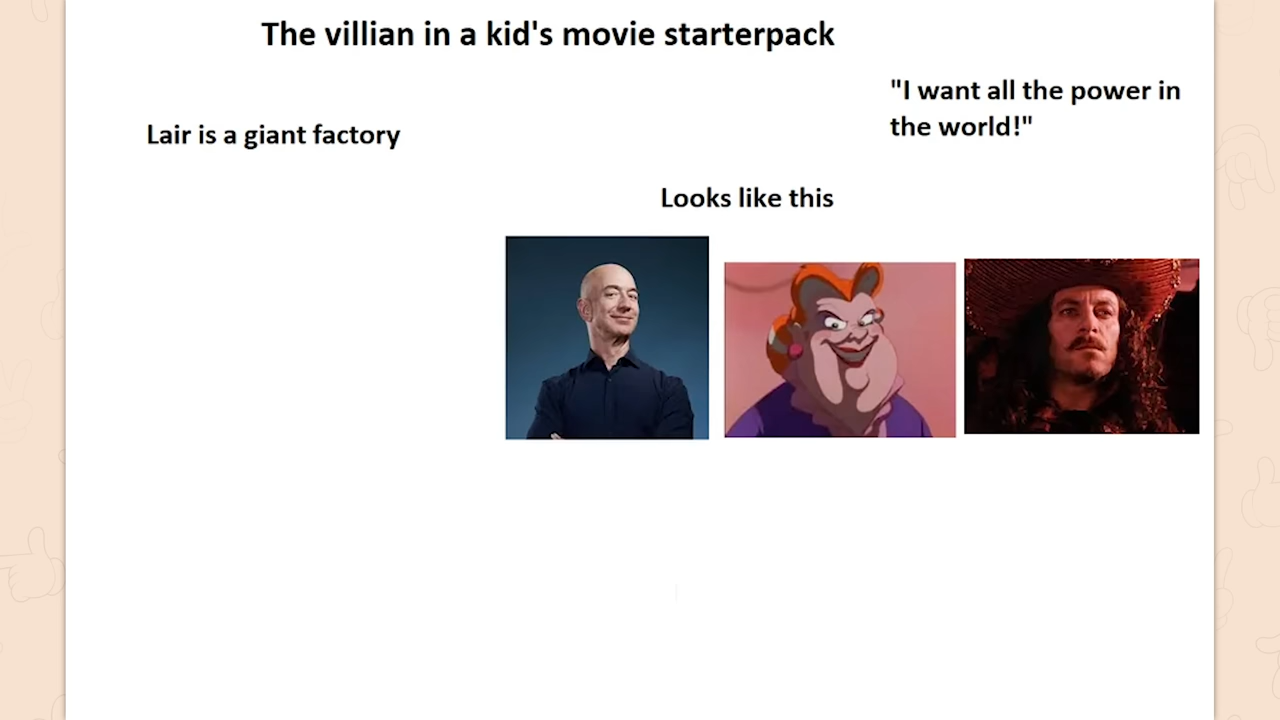 The villian in a kid's movie starterpack
"I want all the power in
the world!"
Lair is a giant factory
Looks like this